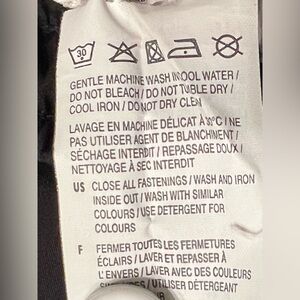 30
GENTLE MACHINE WASH IN COOL WATER /
DO NOT BLEACH / DO NOT TUMBLE DRY /
COOL IRON / DO NOT DRY CLEAN
LAVAGE EN MACHINE DÉLICAT À 30°C / NE
PAS UTILISER AGENT DE BLANCHIMENT /
SÉCHAGE INTERDIT / REPASSAGE DOUX /
NETTOYAGE À SEC INTERDIT
US CLOSE ALL FASTENINGS / WASH AND IRON
INSIDE OUT / WASH WITH SIMILAR
COLOURS / USE DETERGENT FOR
COLOURS
F FERMER TOUTES LES FERMETURES
ÉCLAIRS / LAVER ET REPASSER À
L'ENVERS / LAVER AVEC DES COULEURS
/ UTILISER DÉTERGENT